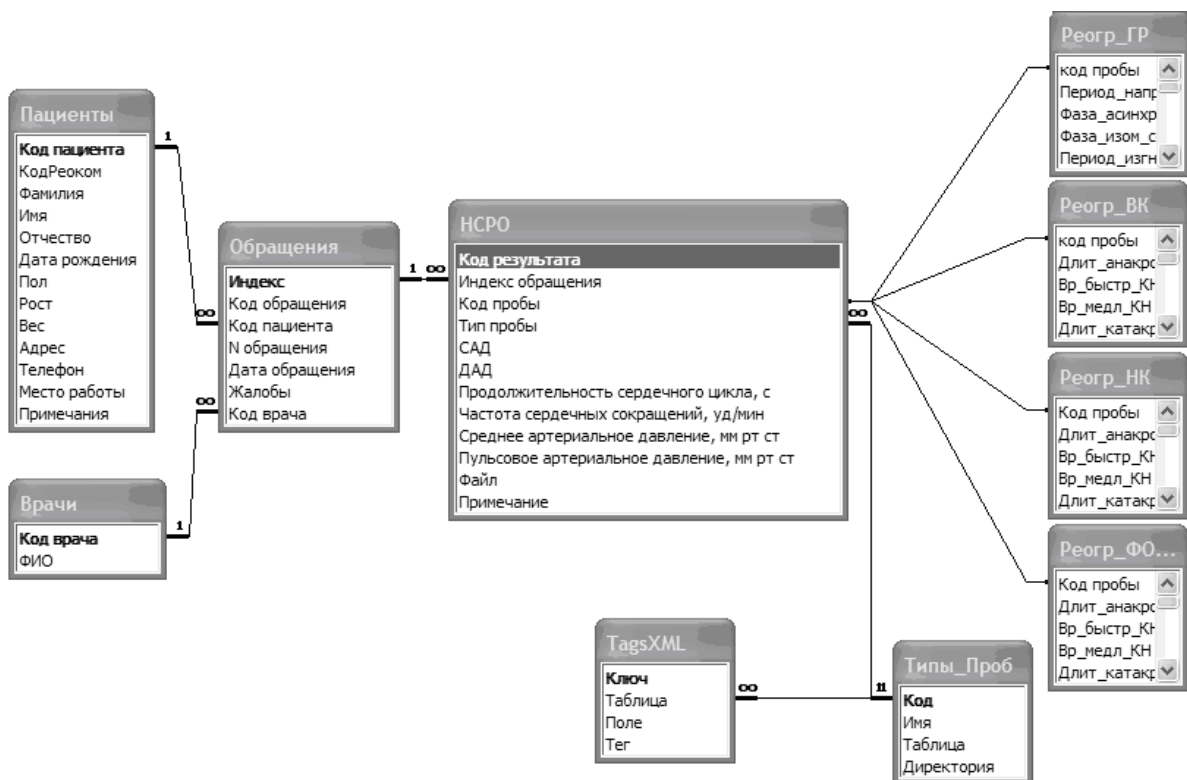 Пациенты
Код пациента
КодРеоком
Фамилия
Имя
Отчество
Дата рождения
Пол
Рост
Вес
Адрес
Телефон
Место работы
Примечания
1
∞
Врачи
Код врача
ФИО
1
∞
Обращения
Индекс
Код обращения
Код пациента
N обращения
Дата обращения
Жалобы
Код врача
1 ∞
НСРО
Код результата
Индекс обращения
Код пробы
Тип пробы
САД
ДАД
Продолжительность сердечного цикла, с
Частота сердечных сокращений, уд/мин
Среднее артериальное давление, мм рт ст
Пульсовое артериальное давление, мм рт ст
Файл
Примечание
∞
Реогр_ГР
код пробы
Период_напр
Фаза_асинхр
Фаза_изом_с
Период_изгн
Реогр_ВК
код пробы
Длит_анакро
Вр_быстр_КН
Вр_медл_КН
Длит_катакр
Реогр_НК
Код пробы
Длит_анакро
Вр_быстр_КН
Вр_медл_КН
Длит_катакр
Реогр_ФО...
Код пробы
Длит_анакро
Вр_быстр_КН
Вр_медл_КН
Длит_катакр
TagsXML
Ключ
Таблица
Поле
Тег
∞ 11
Типы_Проб
Код
Имя
Таблица
Директория